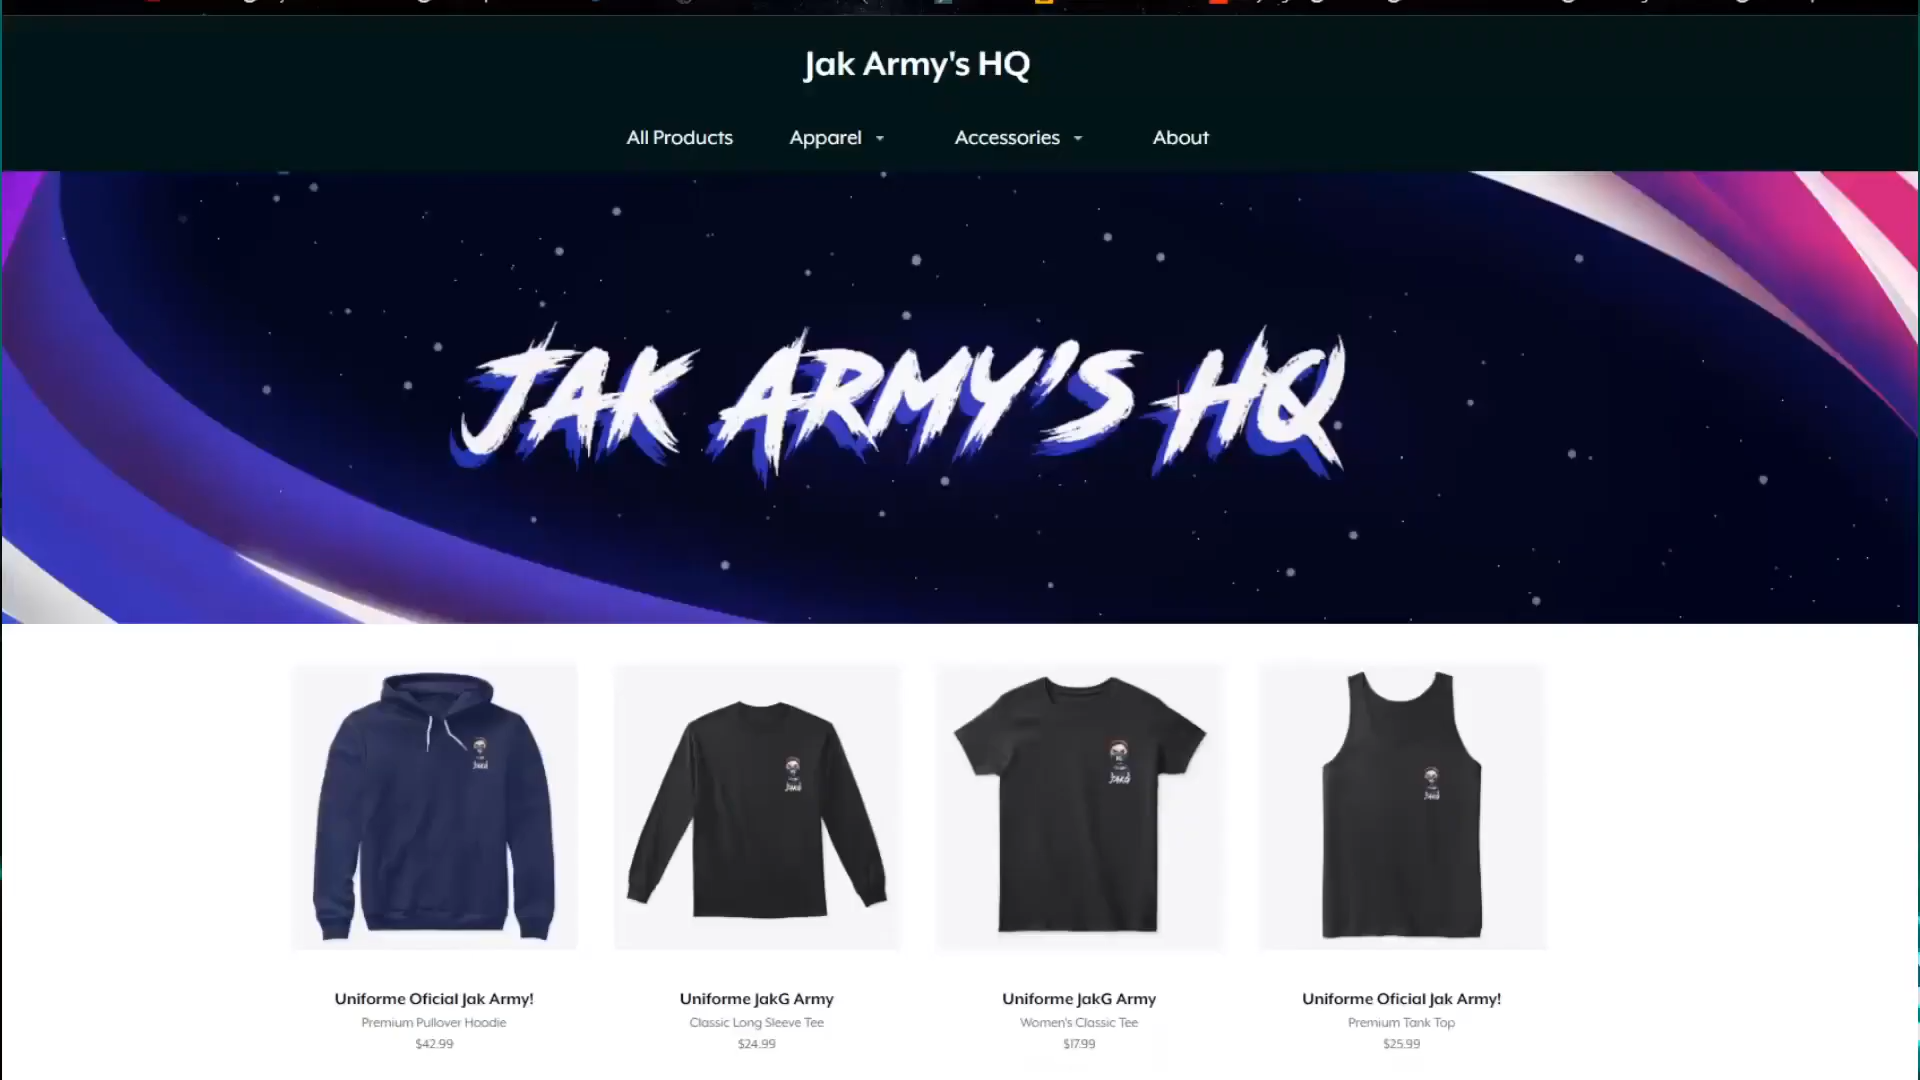 Jak Army's HQ
All Products Apparel Accessories About
JAK ARMY'S HQ
Uniforme Oficial Jak Army! Uniforme JakG Army Uniforme JakG Army Uniforme Oficial Jak Army!
Premium Pullover Hoodie Classic Long Sleeve Tee Women's Classic Tee Premium Tank Top
$42.99 $24.99 $17.99 $25.99